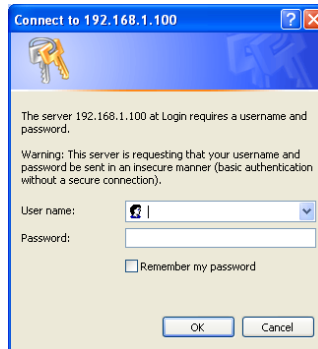 Connect to 192.168.1.100
The server 192.168.1.100 at Login requires a username and
password.
Warning: This server is requesting that your username and
password be sent in an insecure manner (basic authentication
without a secure connection).
User name:
Password:
Remember my password
OK Cancel